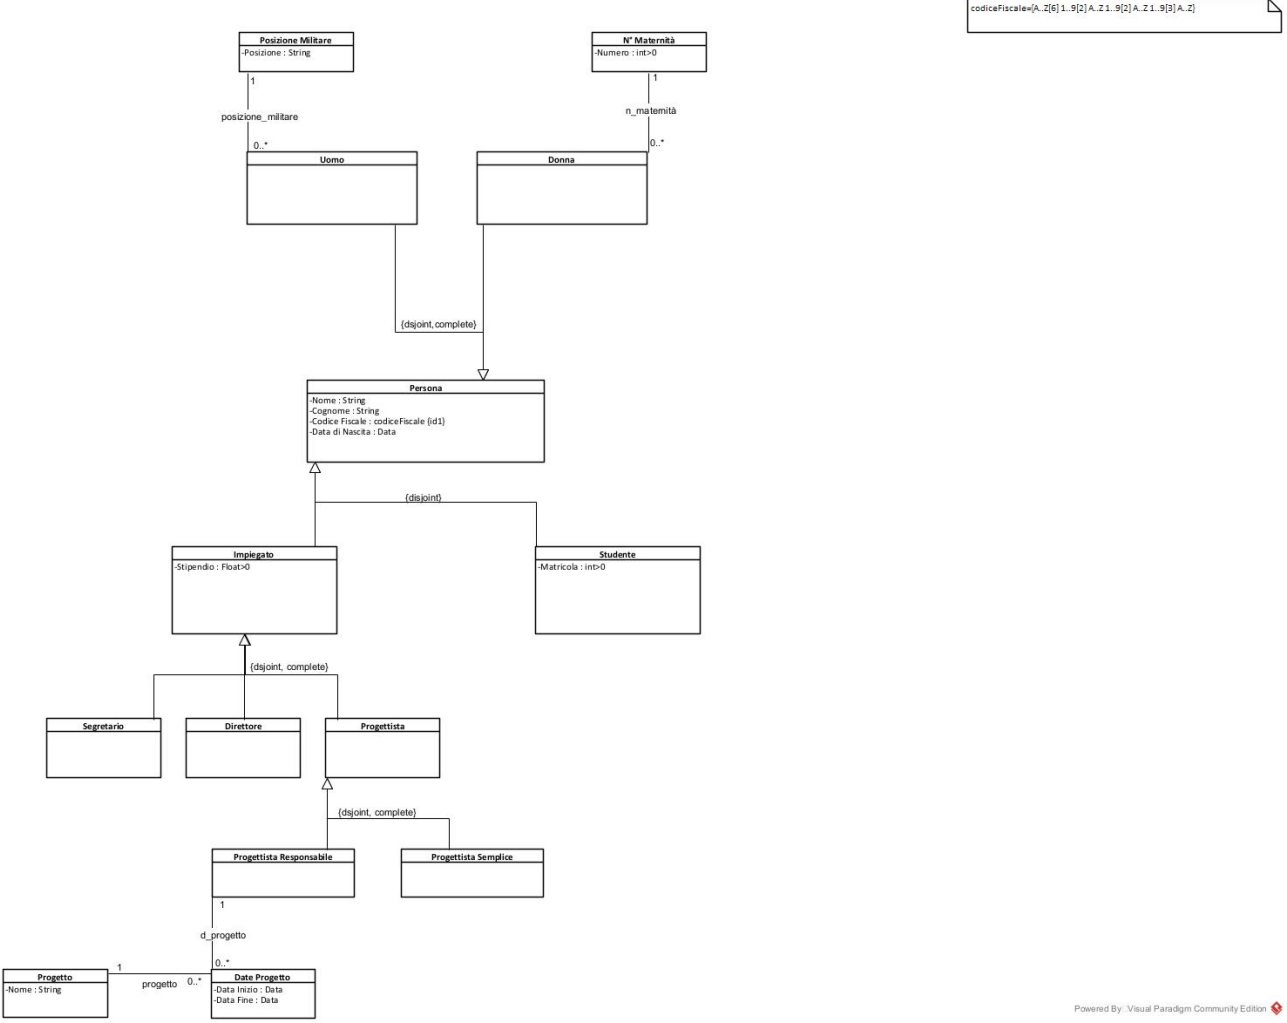 codiceFiscale=[A..Z[6] 1..9[2] A..Z 1..9[2] A..Z 1..9[3] A..Z}
Posizione Militare
-Posizione : String
N° Maternità
-Numero : int>0
1
1
posizione_militare
n_maternità
0..*
0..*
Uomo
Donna
{dsjoint,complete}
Persona
-Nome : String
-Cognome : String
-Codice Fiscale : codiceFiscale {id1}
-Data di Nascita : Data
{disjoint}
Impiegato
-Stipendio : Float>0
Studente
-Matricola : int>0
{dsjoint, complete}
Segretario
Direttore
Progettista
{dsjoint, complete}
Progettista Responsabile
Progettista Semplice
1
d_progetto
0..*
1
progetto
0..*
Progetto
-Nome : String
Date Progetto
-Data Inizio : Data
-Data Fine : Data
Powered By: Visual Paradigm Community Edition